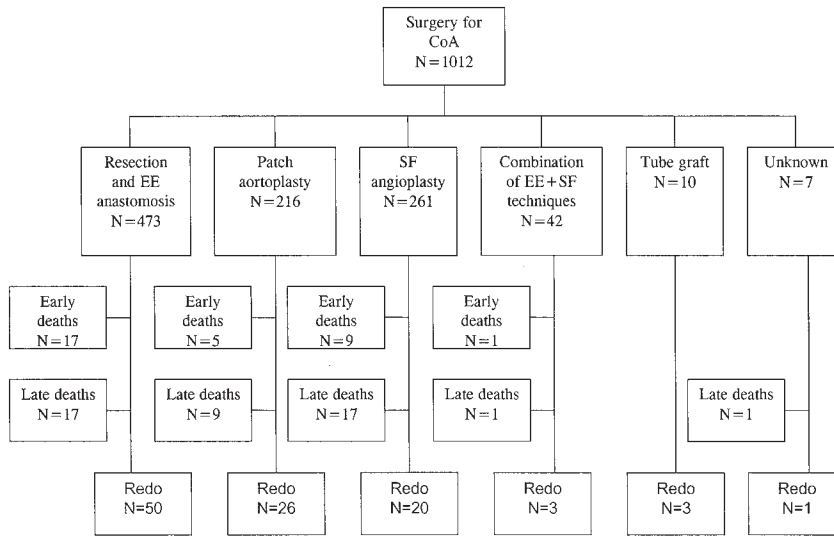 Surgery for
CoA
N=1012
Resection
and EE
anastomosis
N=473
Patch
aortoplasty
N=216
SF
angioplasty
N=261
Combination
of EE+SF
techniques
N=42
Tube graft
N=10
Unknown
N=7
Early
deaths
N=17
Early
deaths
N=5
Early
deaths
N=9
Early
deaths
N=1
Late deaths
N=17
Late deaths
N=9
Late deaths
N=17
Late deaths
N=1
Late deaths
N=1
Redo
N=50
Redo
N=26
Redo
N=20
Redo
N=3
Redo
N=3
Redo
N=1